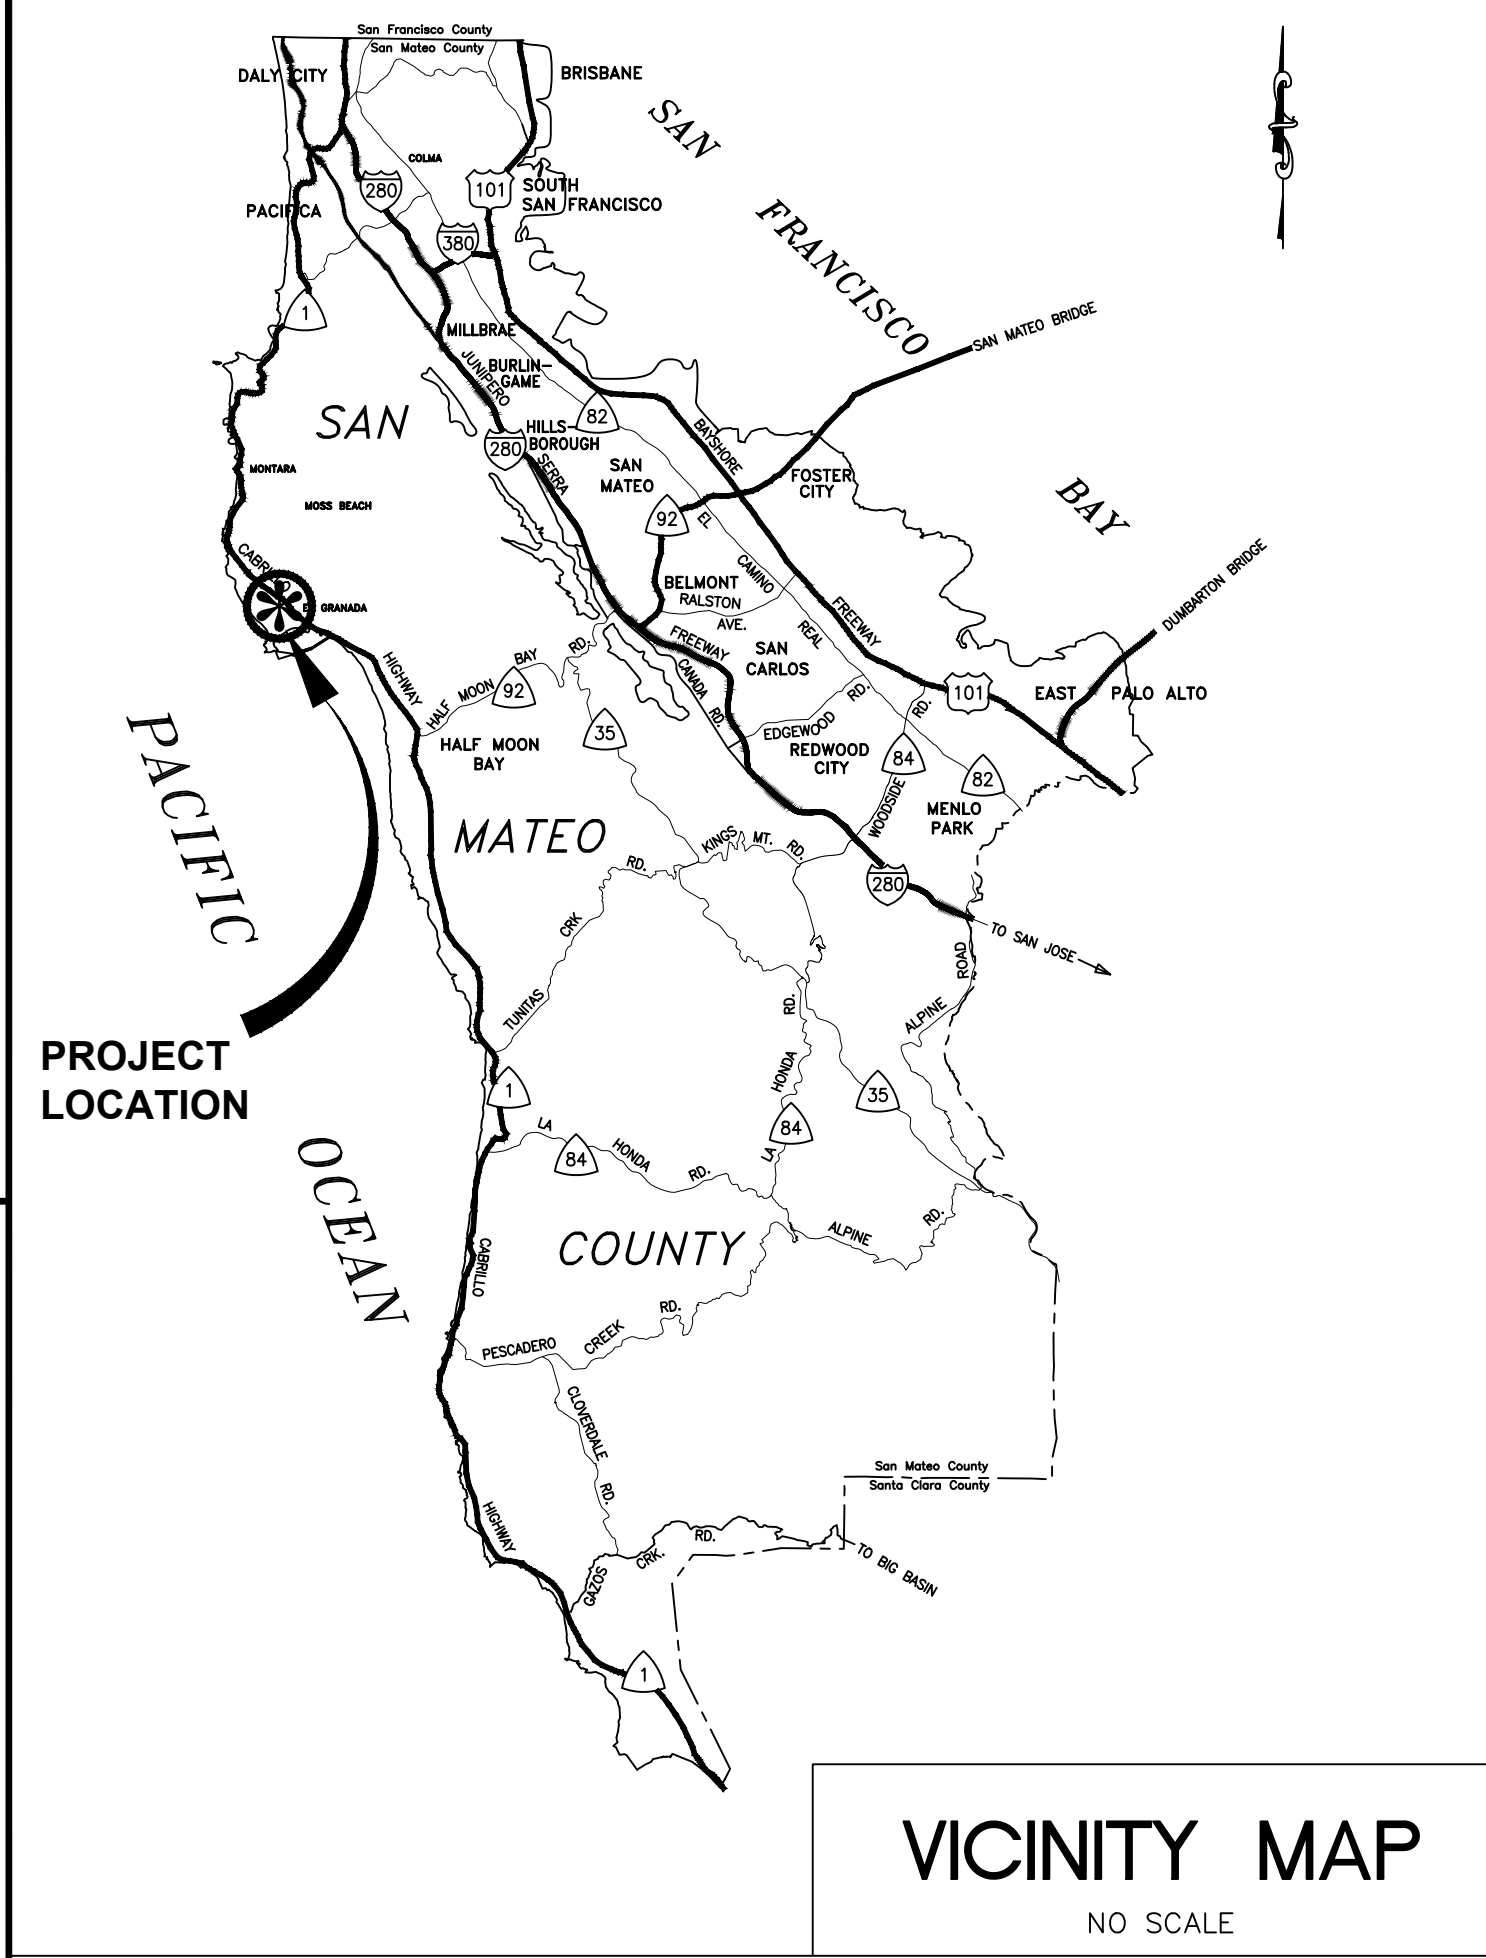 San Francisco County
San Mateo County
DALY CITY
BRISBANE
SAN
COLMA
280
101
SOUTH
SAN FRANCISCO
PACIFICA
FRANCISCO
380
1
SAN MATEO BRIDGE
MILLBRAE
JUNIPERO
BURLIN-
GAME
SAN
82
HILLS-
BOROUGH
280
SERRA
BAYSHORE
SAN
MATEO
FOSTER
CITY
MONTARA
MOSS BEACH
BAY
92
EL
CABRILLO
CAMINO
DUMBARTON BRIDGE
BELMONT
RALSTON
AVE.
REAL
FREEWAY
EL GRANADA
FREEWAY
SAN
CARLOS
HIGHWAY
HALF MOON BAY RD.
92
CANADA RD.
101
EAST PALO ALTO
EDGEWOOD RD.
RD.
35
HALF MOON
BAY
REDWOOD
CITY
84
82
PACIFIC
WOODSIDE
MENLO
PARK
MATEO
KINGS MT. RD.
RD.
280
CRK
TO SAN JOSE
ROAD
TUNITAS
RD.
ALPINE
PROJECT
LOCATION
HONDA
1
35
84
LA
LA
84
HONDA
RD.
OCEAN
ALPINE
RD.
COUNTY
CABRILLO
RD.
PESCADERO
CREEK
CLOVERDALE
RD.
San Mateo County
Santa Clara County
HIGHWAY
RD.
CRK.
GAZOS
TO BIG BASIN
1
VICINITY MAP
NO SCALE